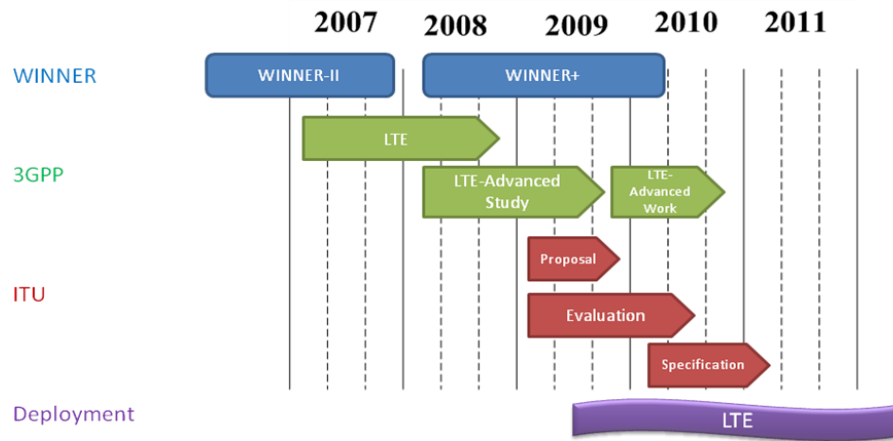 2007 2008 2009 2010 2011
WINNER
WINNER-II
WINNER+
3GPP
LTE
LTE-Advanced
Study
LTE-
Advanced
Work
ITU
Proposal
Evaluation
Specification
Deployment
LTE